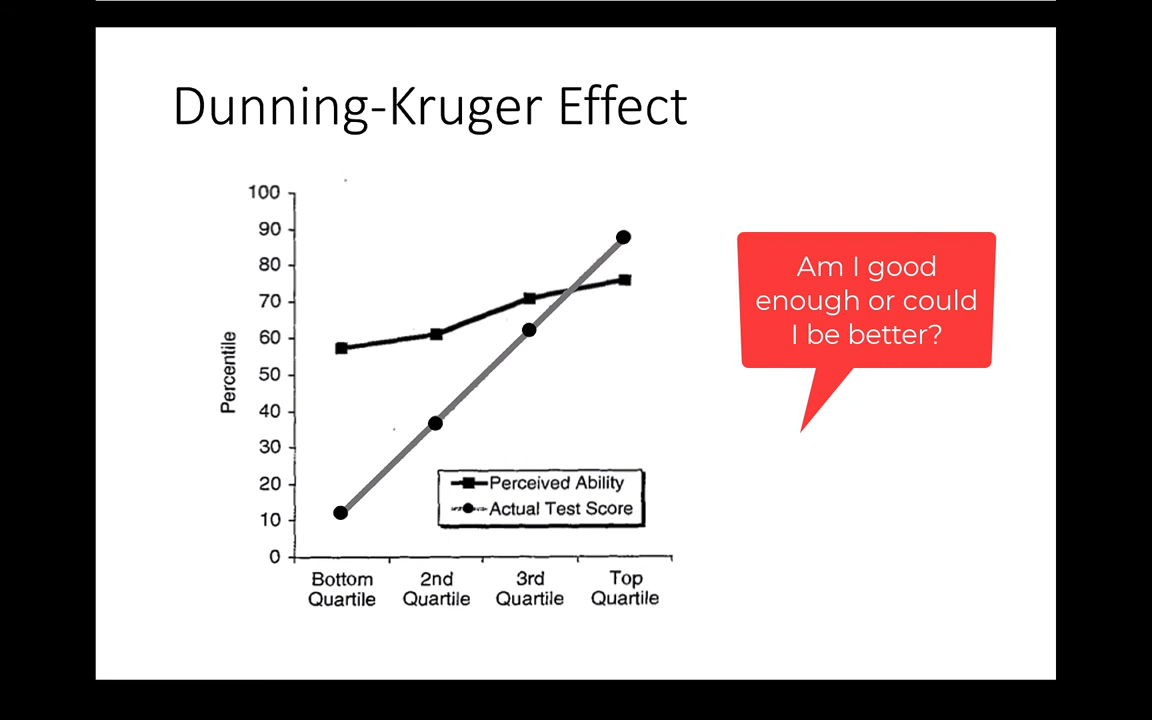 Dunning-Kruger Effect
100
90
80
70
60
50
40
30
20
10
0
Percentile
Perceived Ability
Actual Test Score
Bottom
Quartile
2nd
Quartile
3rd
Quartile
Top
Quartile
Am I good
enough or could
I be better?